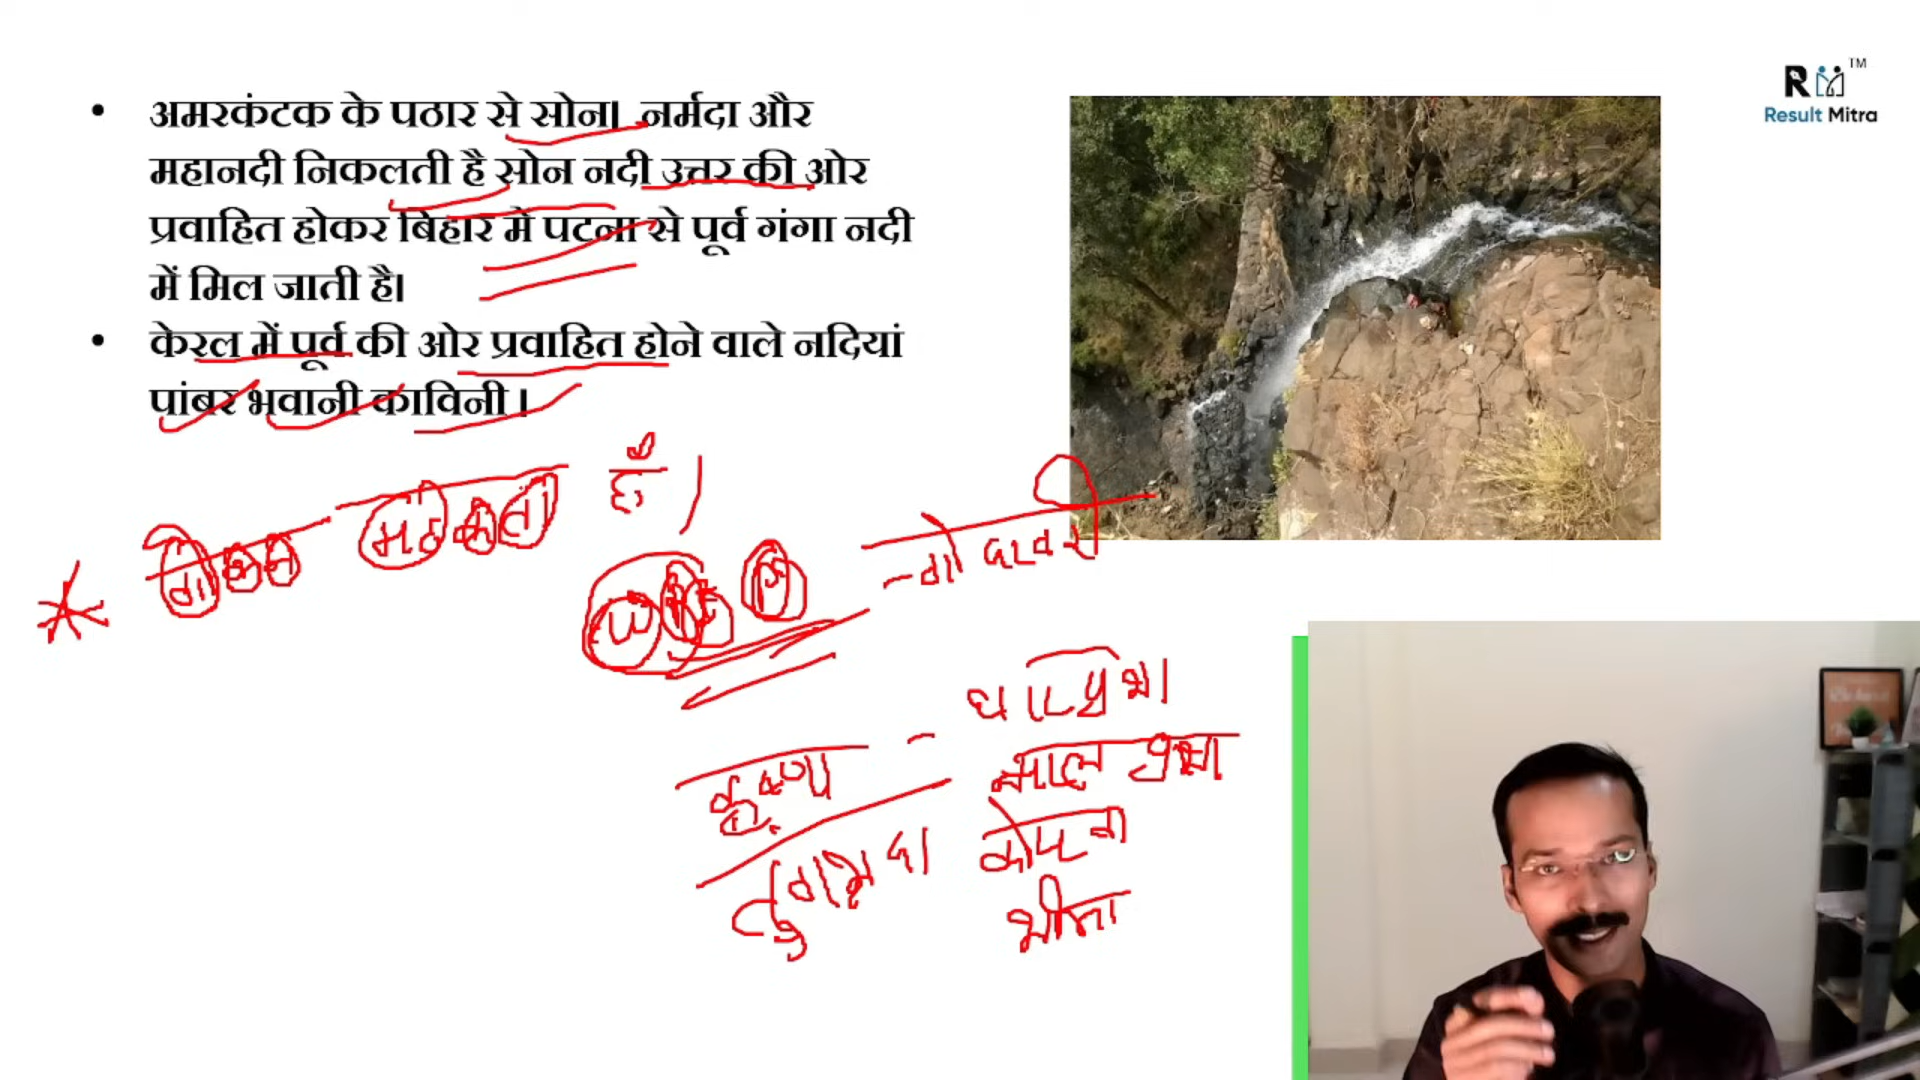 अमरकंटक के पठार से सोन। नर्मदा और
महानदी निकलती है सोन नदी उत्तर की ओर
प्रवाहित होकर बिहार में पटना से पूर्व गंगा नदी
में मिल जाती है।
केरल में पूर्व की ओर प्रवाहित होने वाले नदियां
पांबर भवानी काविनी ।
है।
गोदावरी
घाटप्रभा
कृष्णा
माल प्रभा
तुंगभद्रा
कोयना
भीमा
R TM
Result Mitra